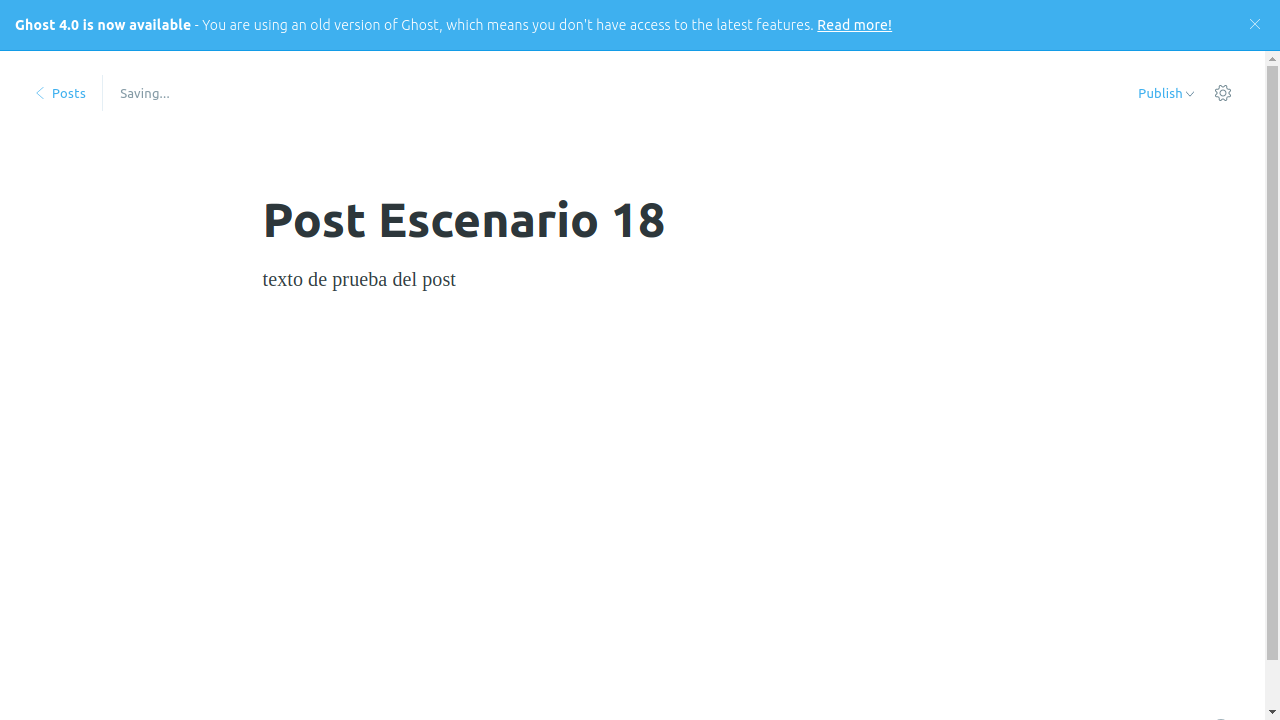 Ghost 4.0 is now available - You are using an old version of Ghost, which means you don't have access to the latest features. Read more!
Posts
Saving...
Publish
Post Escenario 18
texto de prueba del post